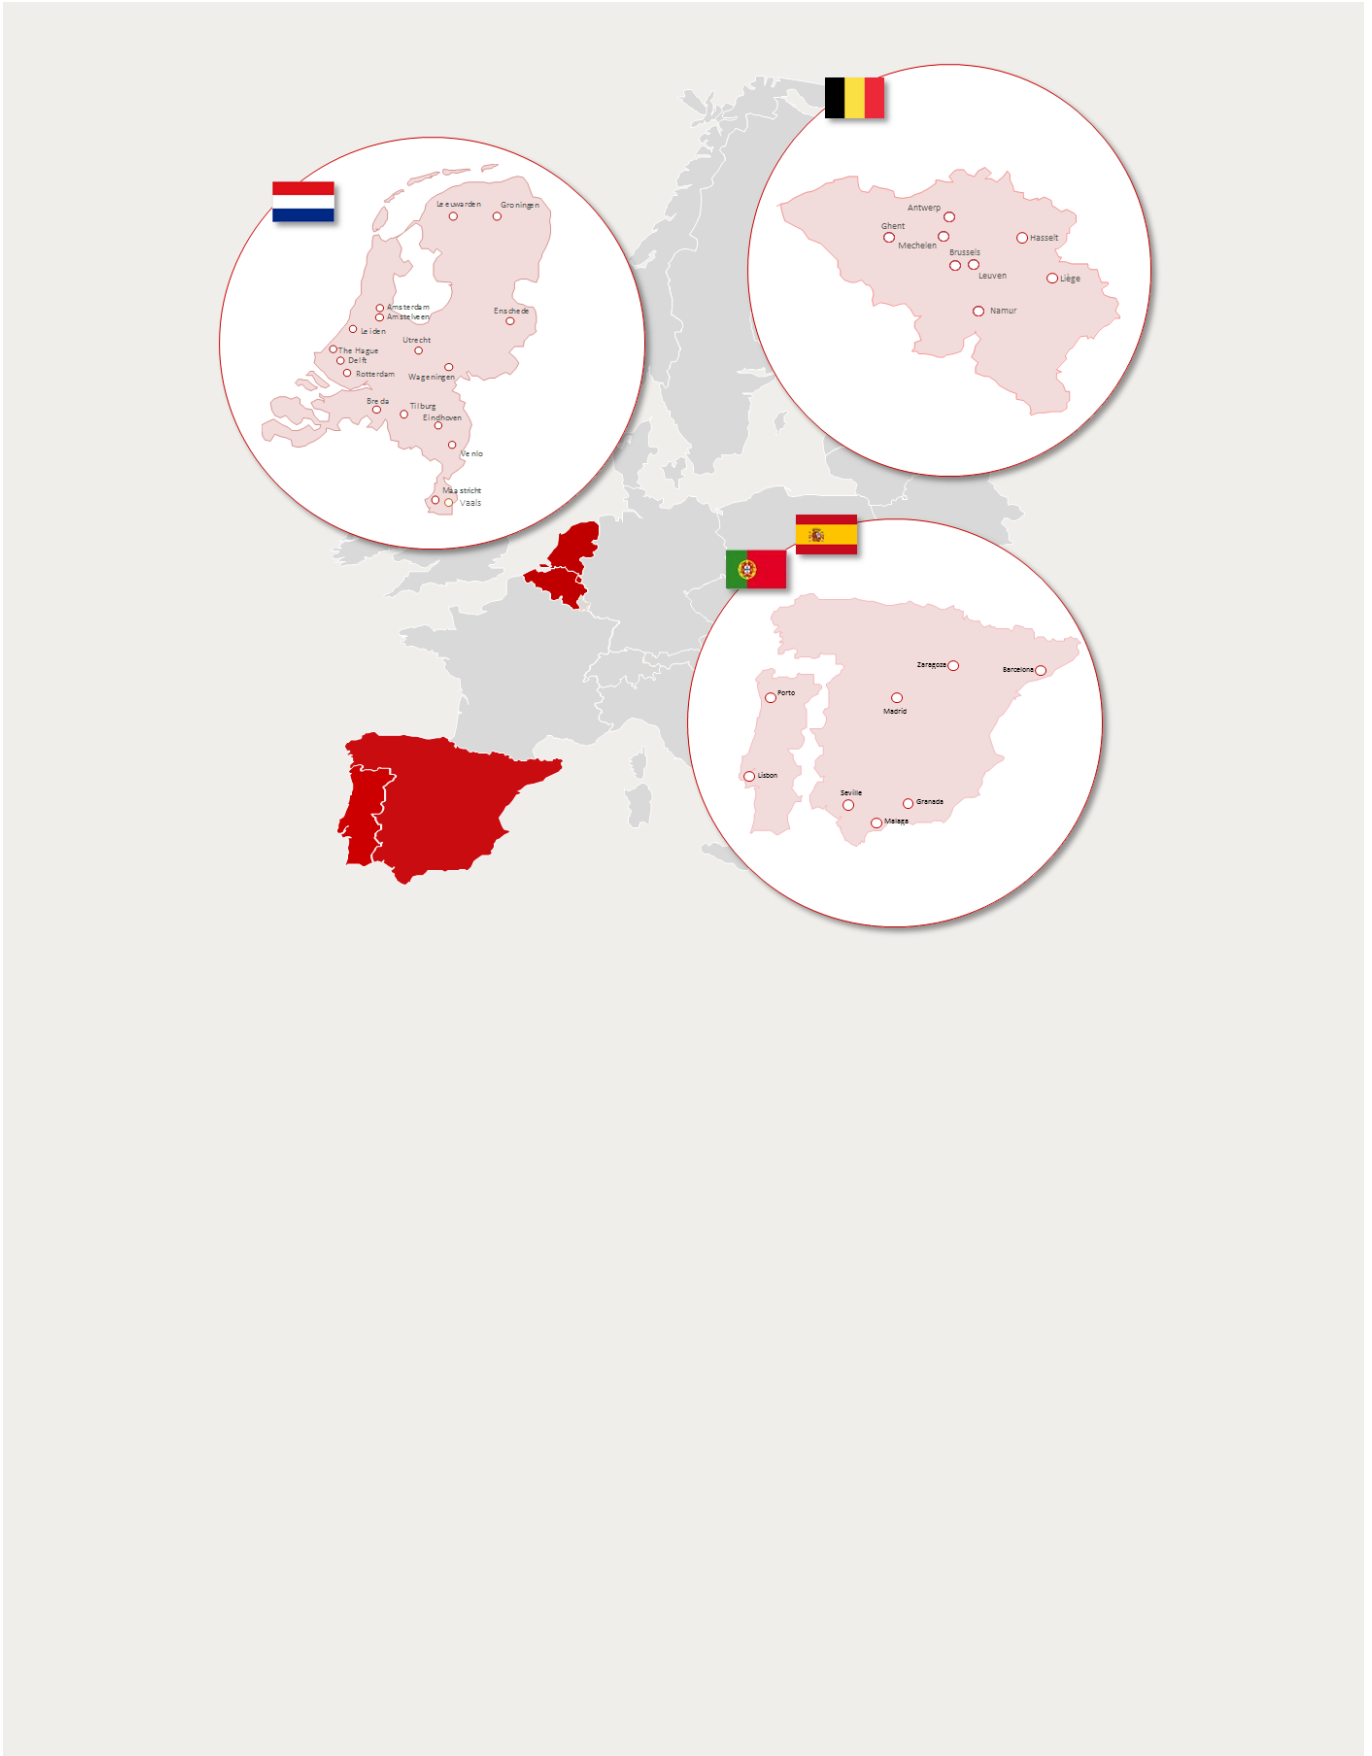 Leeuwarden
Groningen
Amsterdam
Amstelveen
Leiden
Enschede
Utrecht
The Hague
Delft
Rotterdam
Wageningen
Breda
Tilburg
Eindhoven
Venlo
Maastricht
Vaals
Antwerp
Ghent
Mechelen
Hasselt
Brussels
Leuven
Liège
Namur
Zaragoza
Barcelona
Porto
Madrid
Lisbon
Seville
Granada
Malaga